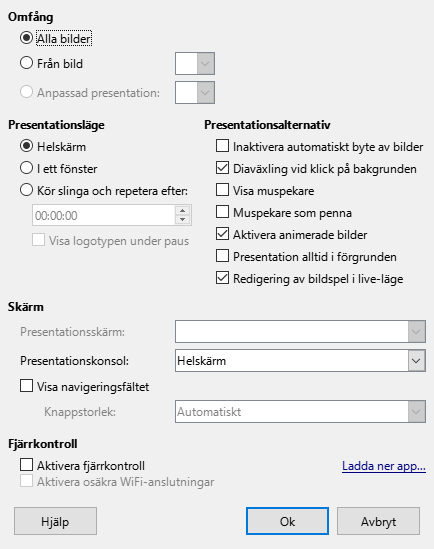 Omfång
Alla bilder
Från bild
Anpassad presentation:
Presentationsläge
Helskärm
I ett fönster
Kör slinga och repetera efter:
00:00:00
Visa logotypen under paus
Presentationsalternativ
Inaktivera automatiskt byte av bilder
Diaväxling vid klick på bakgrunden
Visa muspekare
Muspekare som penna
Aktivera animerade bilder
Presentation alltid i förgrunden
Redigering av bildspel i live-läge
Skärm
Presentationsskärm:
Presentationskonsol: Helskärm
Visa navigeringsfältet
Knappstorlek: Automatiskt
Fjärrkontroll
Aktivera fjärrkontroll Ladda ner app...
Aktivera osäkra WiFi-anslutningar
Hjälp Ok Avbryt